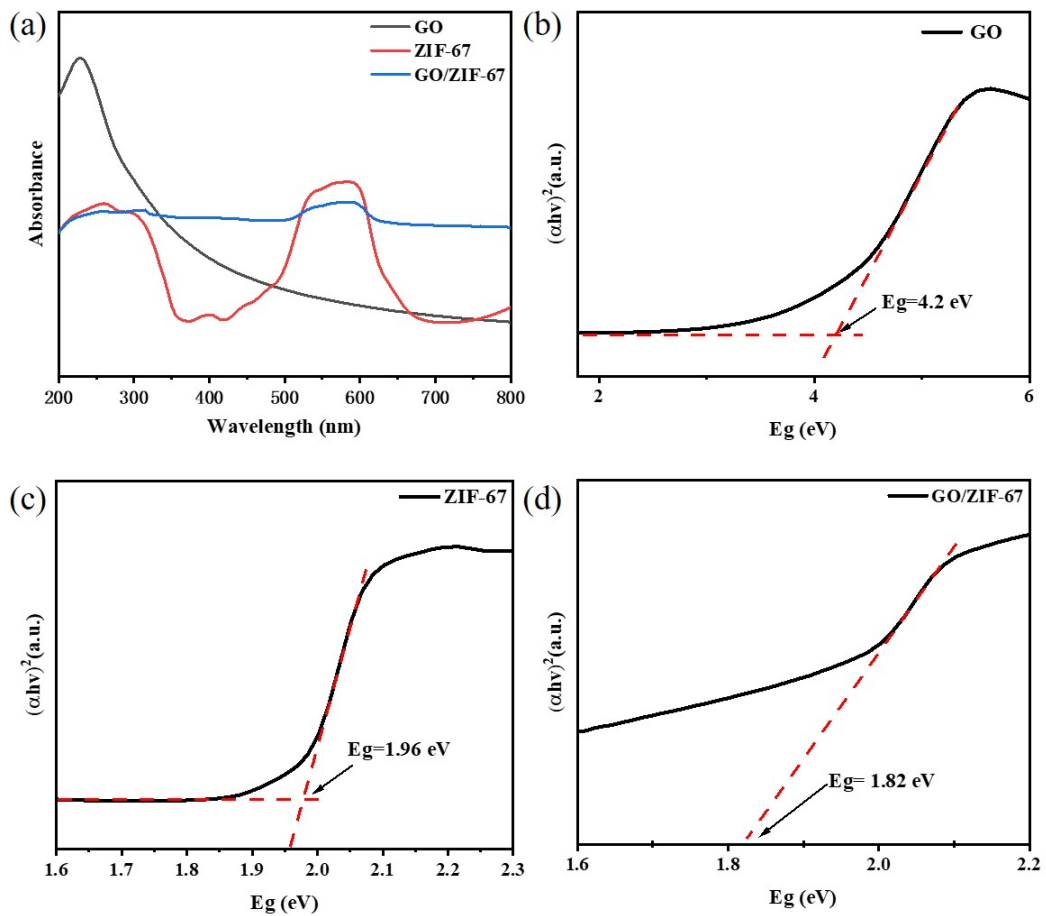 (a)
GO
ZIF-67
GO/ZIF-67
Absorbance
200 300 400 500 600 700 800
Wavelength (nm)
(b)
GO
(αhv)²(a.u.)
Eg=4.2 eV
2 4 6
Eg (eV)
(c)
ZIF-67
(αhv)²(a.u.)
Eg=1.96 eV
1.6 1.7 1.8 1.9 2.0 2.1 2.2 2.3
Eg (eV)
(d)
GO/ZIF-67
(αhv)²(a.u.)
Eg= 1.82 eV
1.6 1.8 2.0 2.2
Eg (eV)